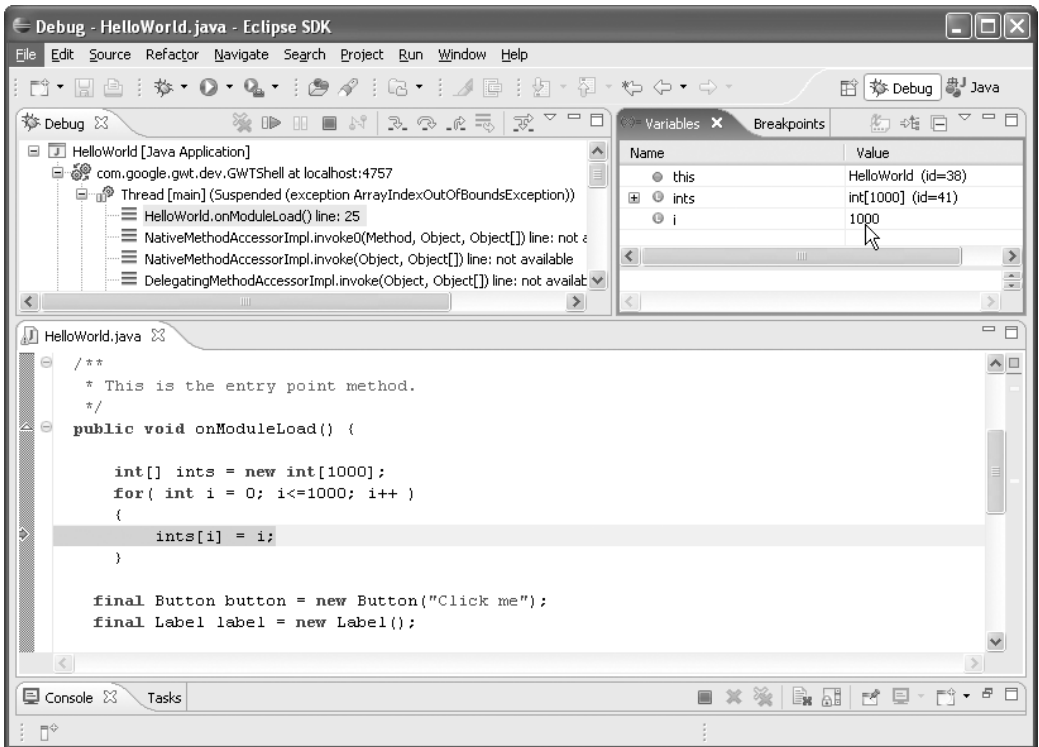 Debug - HelloWorld.java - Eclipse SDK
File Edit Source Refactor Navigate Search Project Run Window Help
Debug Java
Debug
HelloWorld [Java Application]
com.google.gwt.dev.GWTShell at localhost:4757
Thread [main] (Suspended (exception ArrayIndexOutOfBoundsException))
HelloWorld.onModuleLoad() line: 25
NativeMethodAccessorImpl.invoke0(Method, Object, Object[]) line: not a
NativeMethodAccessorImpl.invoke(Object, Object[]) line: not available
DelegatingMethodAccessorImpl.invoke(Object, Object[]) line: not availab
Variables Breakpoints
Name Value
this HelloWorld (id=38)
ints int[1000] (id=41)
i 1000
HelloWorld.java
/**
* This is the entry point method.
*/
public void onModuleLoad() {
int[] ints = new int[1000];
for( int i = 0; i<=1000; i++ )
{
ints[i] = i;
}
final Button button = new Button("Click me");
final Label label = new Label();
Console Tasks